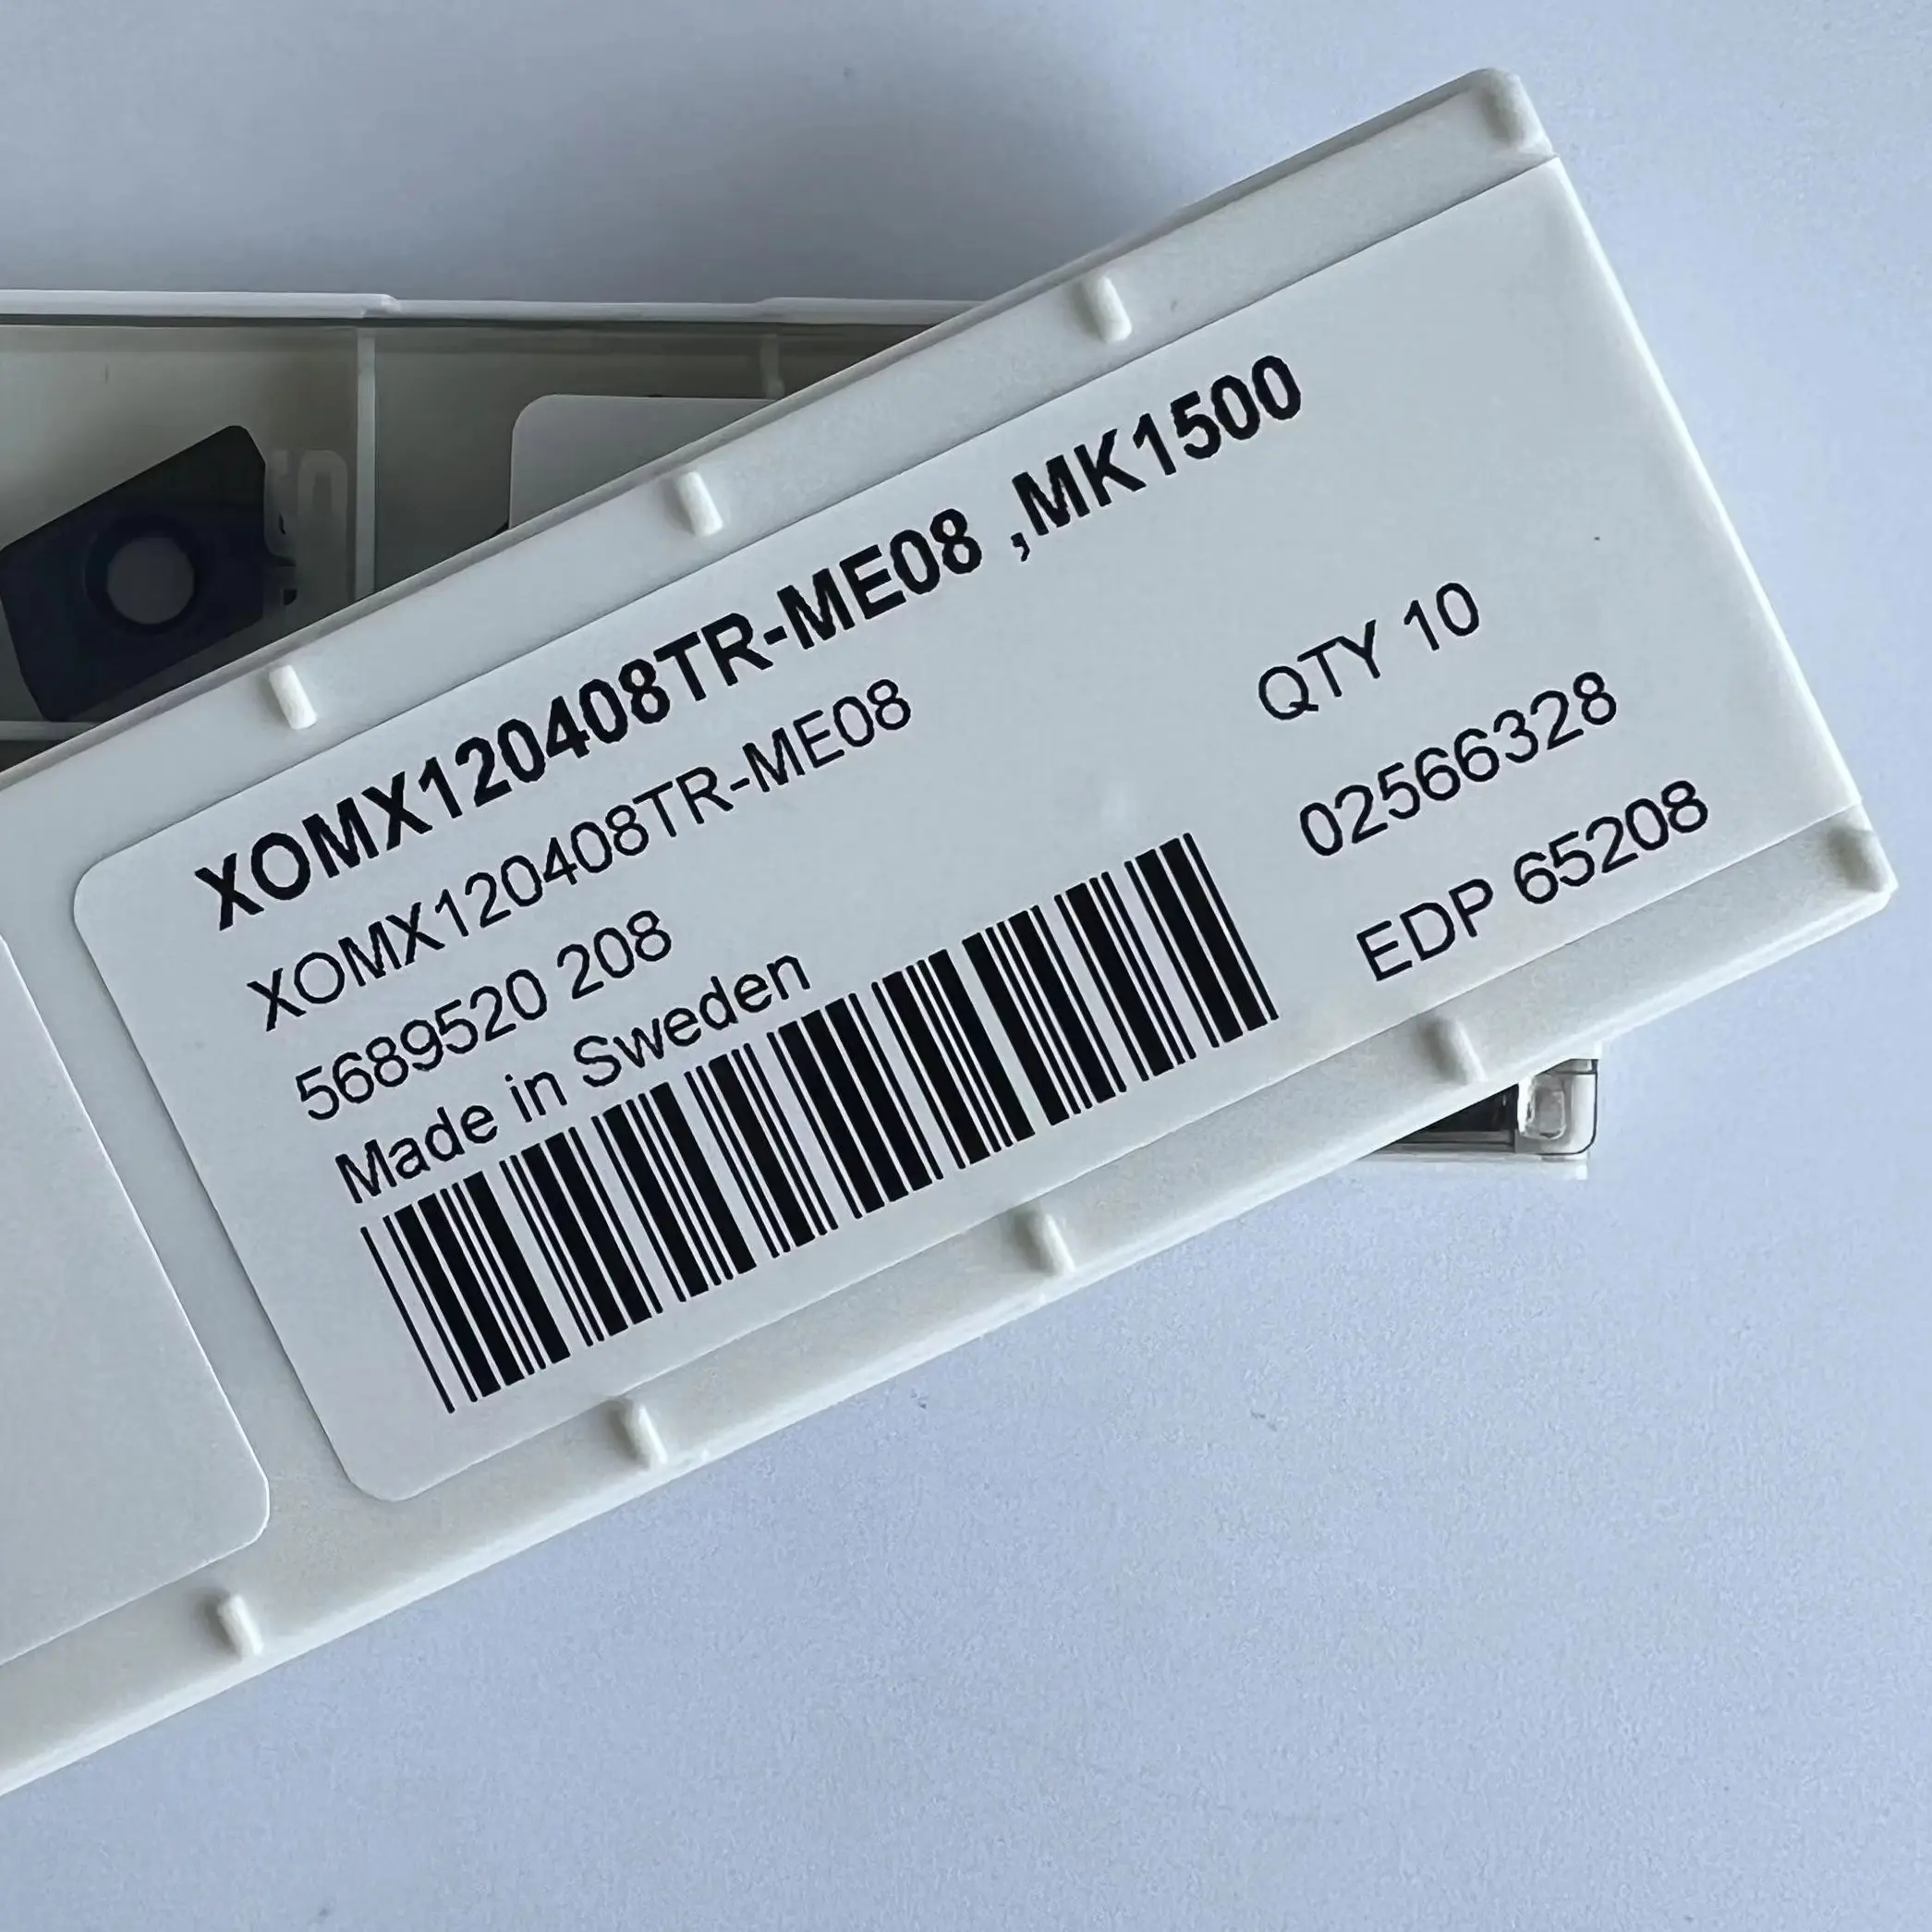 XOMX120408TR-ME08 ,MK1500
XOMX120408TR-ME08
QTY 10
5689520 208
02566328
Made in Sweden
EDP 65208